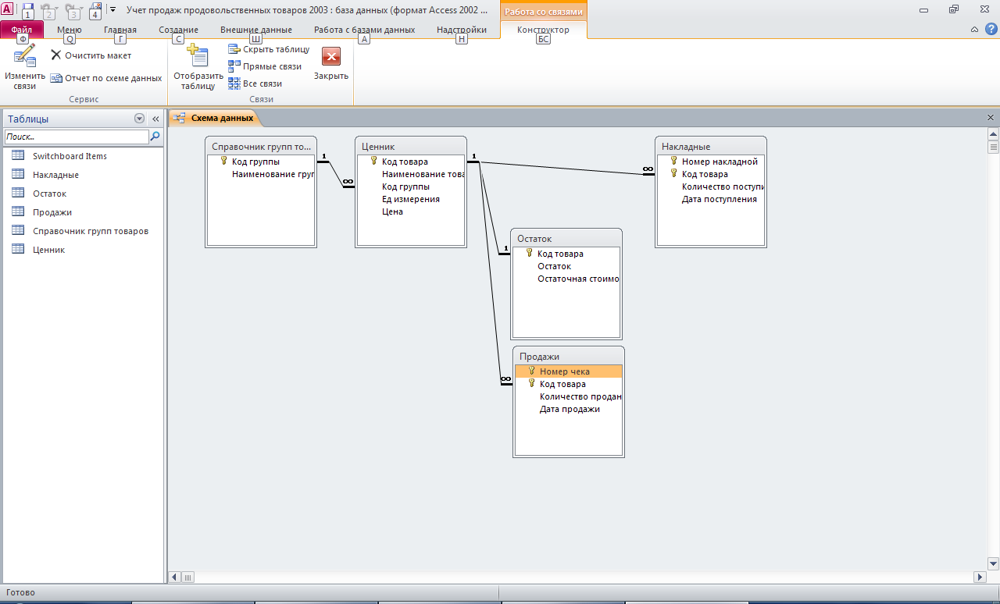 Учет продаж продовольственных товаров 2003 : база данных (формат Access 2002 ...
Работа со связями
1
2
3
4
Файл
Меню
Главная
Создание
Внешние данные
Работа с базами данных
Надстройки
Конструктор
Ф
Q
Г
С
Ш
А
Н
БС
Изменить
связи
Очистить макет
Отчет по схеме данных
Сервис
Отобразить
таблицу
Скрыть таблицу
Прямые связи
Все связи
Связи
Закрыть
Таблицы
Поиск...
Switchboard Items
Накладные
Остаток
Продажи
Справочник групп товаров
Ценник
Схема данных
Справочник групп то...
Код группы
Наименование груг
1
∞
Ценник
Код товара
Наименование това
Код группы
Ед измерения
Цена
1
∞
Накладные
Номер накладной
Код товара
Количество поступи
Дата поступления
1
Остаток
Код товара
Остаток
Остаточная стоимо
∞
Продажи
Номер чека
Код товара
Количество продан
Дата продажи
Готово